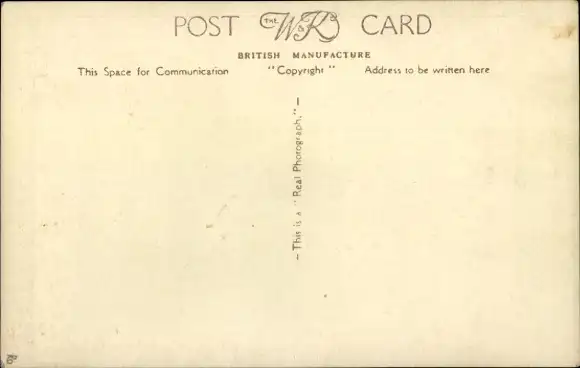 POST THE W & R LD CARD
BRITISH MANUFACTURE
This Space for Communication "Copyright" Address to be written here
– This is a "Real Photograph," –